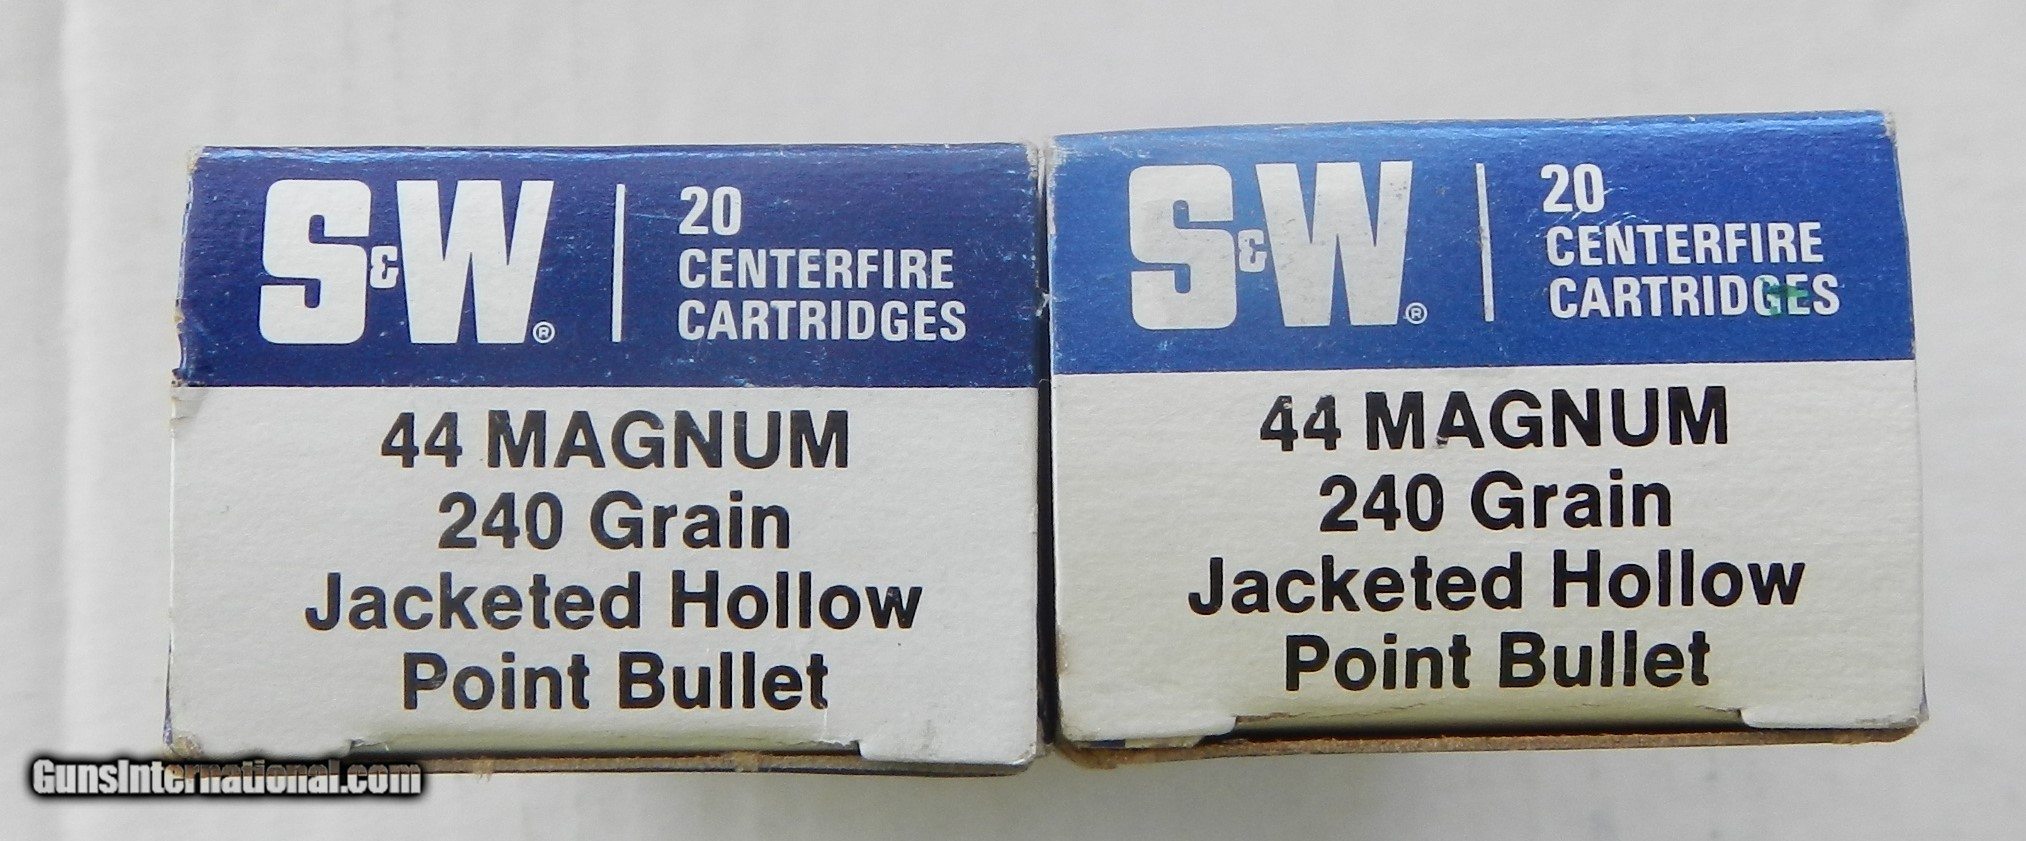 S&W®
20
CENTERFIRE
CARTRIDGES
44 MAGNUM
240 Grain
Jacketed Hollow
Point Bullet
S&W®
20
CENTERFIRE
CARTRIDGES
44 MAGNUM
240 Grain
Jacketed Hollow
Point Bullet
GunsInternational.com